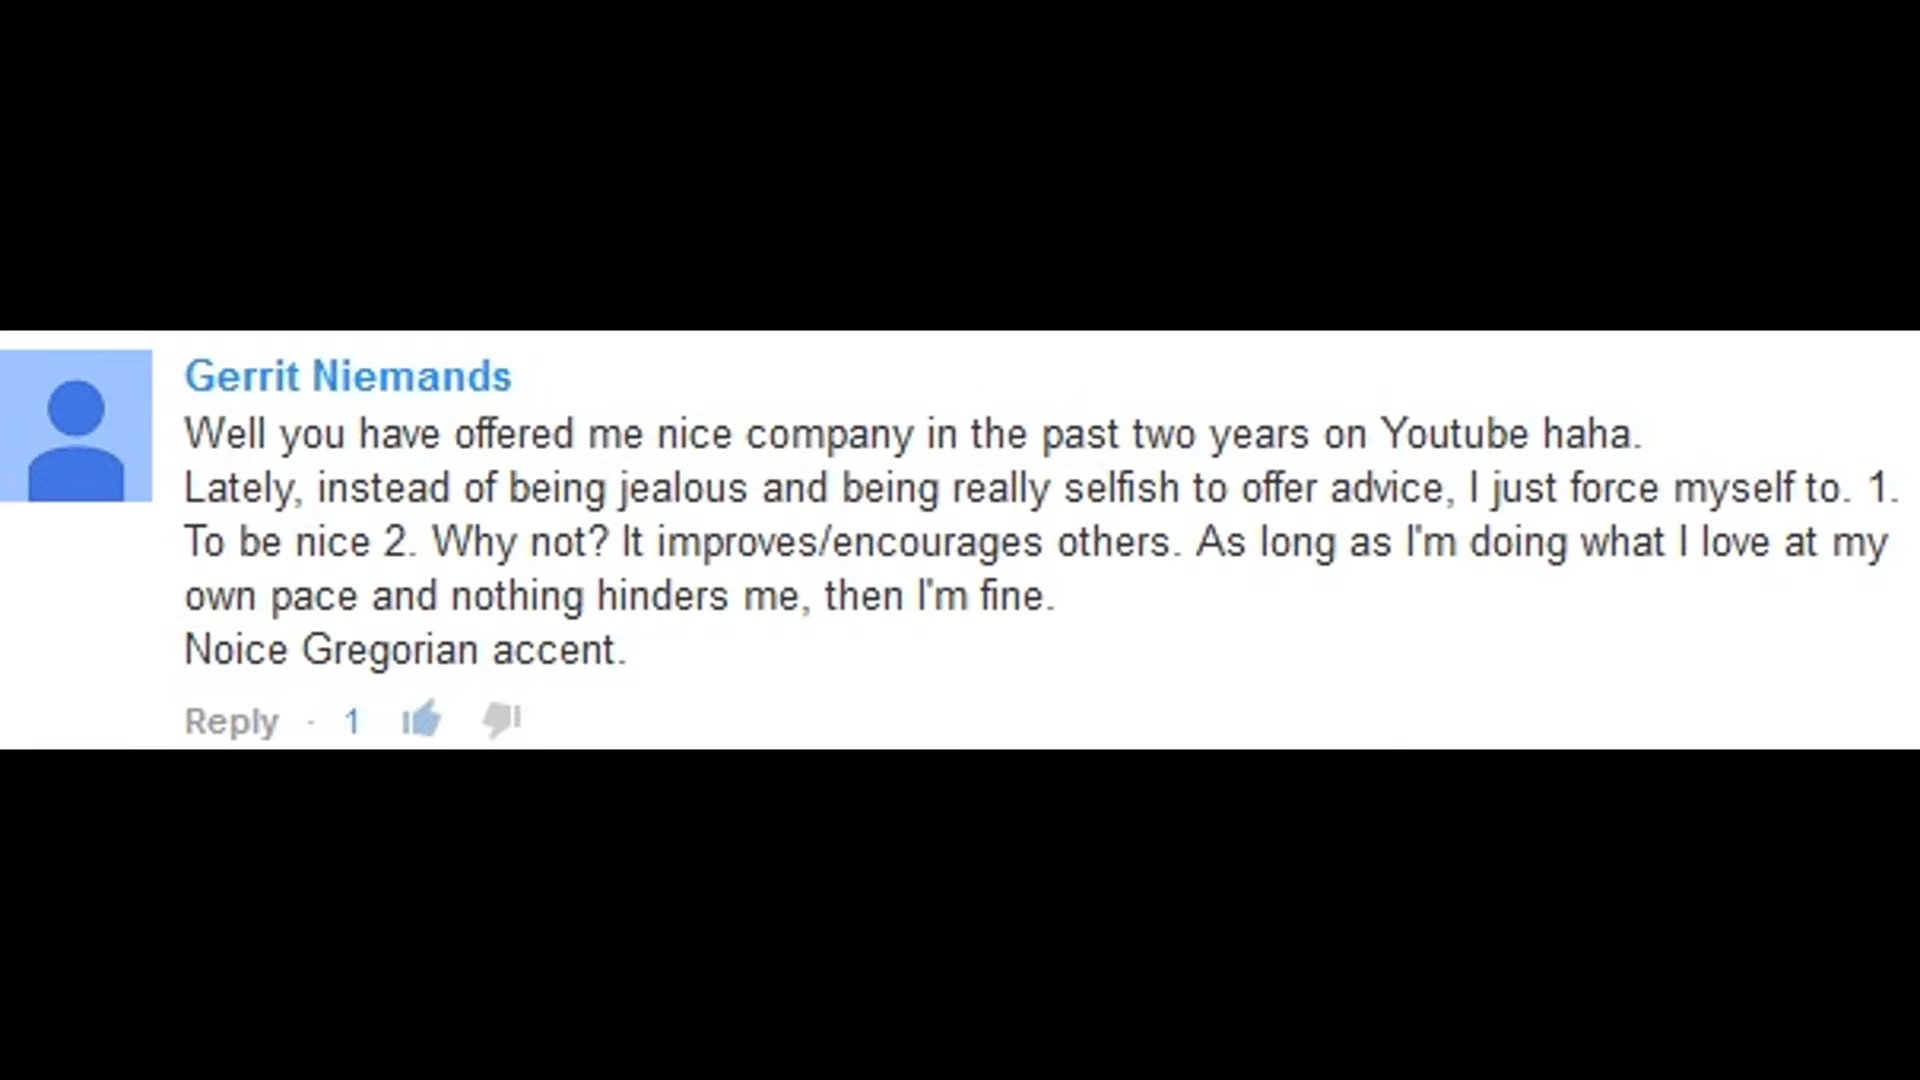 Gerrit Niemands
Well you have offered me nice company in the past two years on Youtube haha.
Lately, instead of being jealous and being really selfish to offer advice, I just force myself to. 1.
To be nice 2. Why not? It improves/encourages others. As long as I'm doing what I love at my
own pace and nothing hinders me, then I'm fine.
Noice Gregorian accent.
Reply · 1